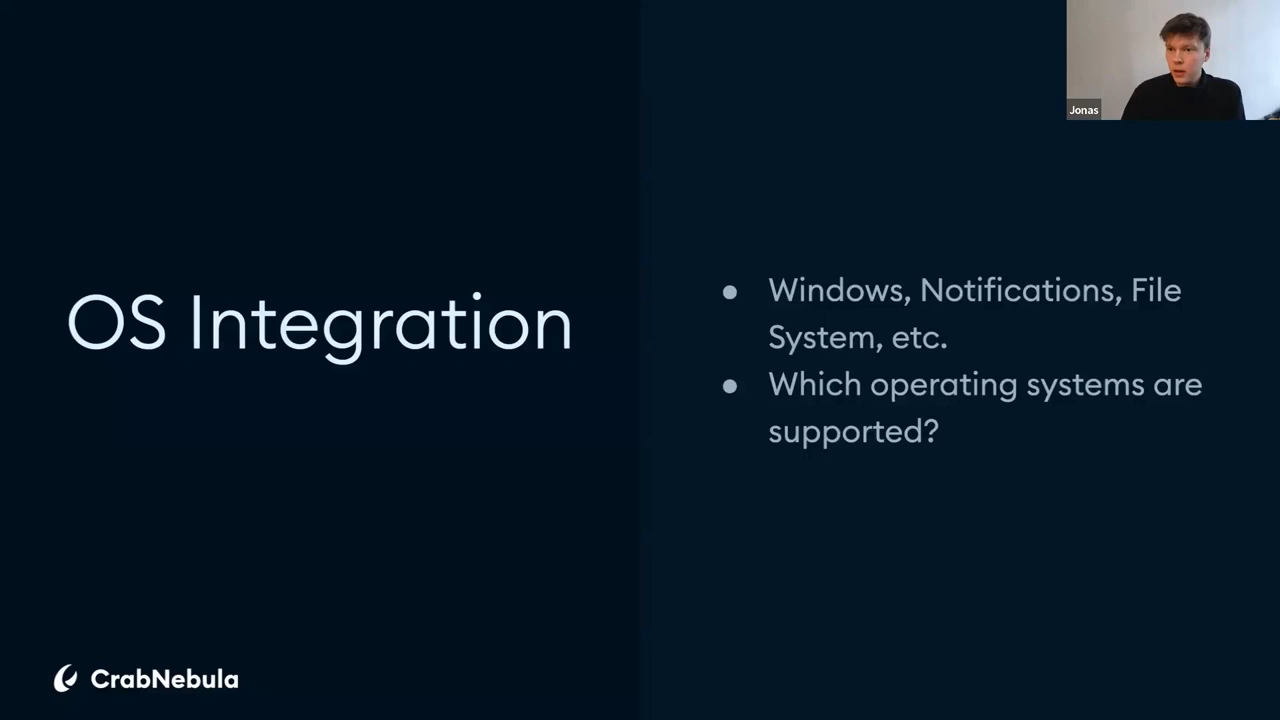 Jonas
OS Integration
● Windows, Notifications, File
System, etc.
● Which operating systems are
supported?
CrabNebula